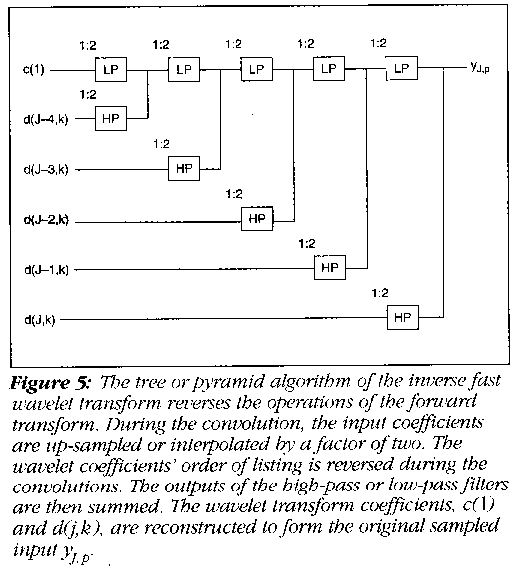 1:2 1:2 1:2 1:2 1:2
c(1) LP LP LP LP LP yJ,p
1:2
d(J–4,k) HP
1:2
d(J–3,k) HP
1:2
d(J–2,k) HP
1:2
d(J–1,k) HP
1:2
d(J,k) HP
Figure 5: The tree or pyramid algorithm of the inverse fast
wavelet transform reverses the operations of the forward
transform. During the convolution, the input coefficients
are up-sampled or interpolated by a factor of two. The
wavelet coefficients' order of listing is reversed during the
convolutions. The outputs of the high-pass or low-pass filters
are then summed. The wavelet transform coefficients, c(1)
and d(j,k), are reconstructed to form the original sampled
input yJ,p.